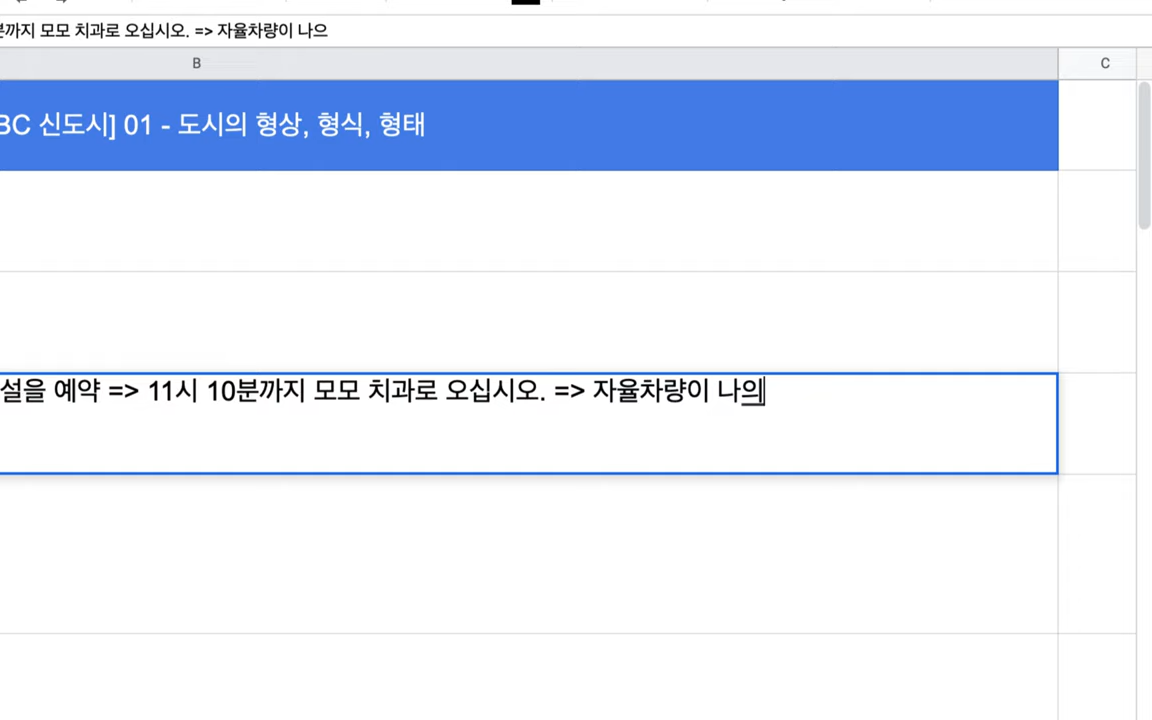 분까지 모모 치과로 오십시오. => 자율차량이 나으
B
C
BC 신도시] 01 - 도시의 형상, 형식, 형태
설을 예약 => 11시 10분까지 모모 치과로 오십시오. => 자율차량이 나의